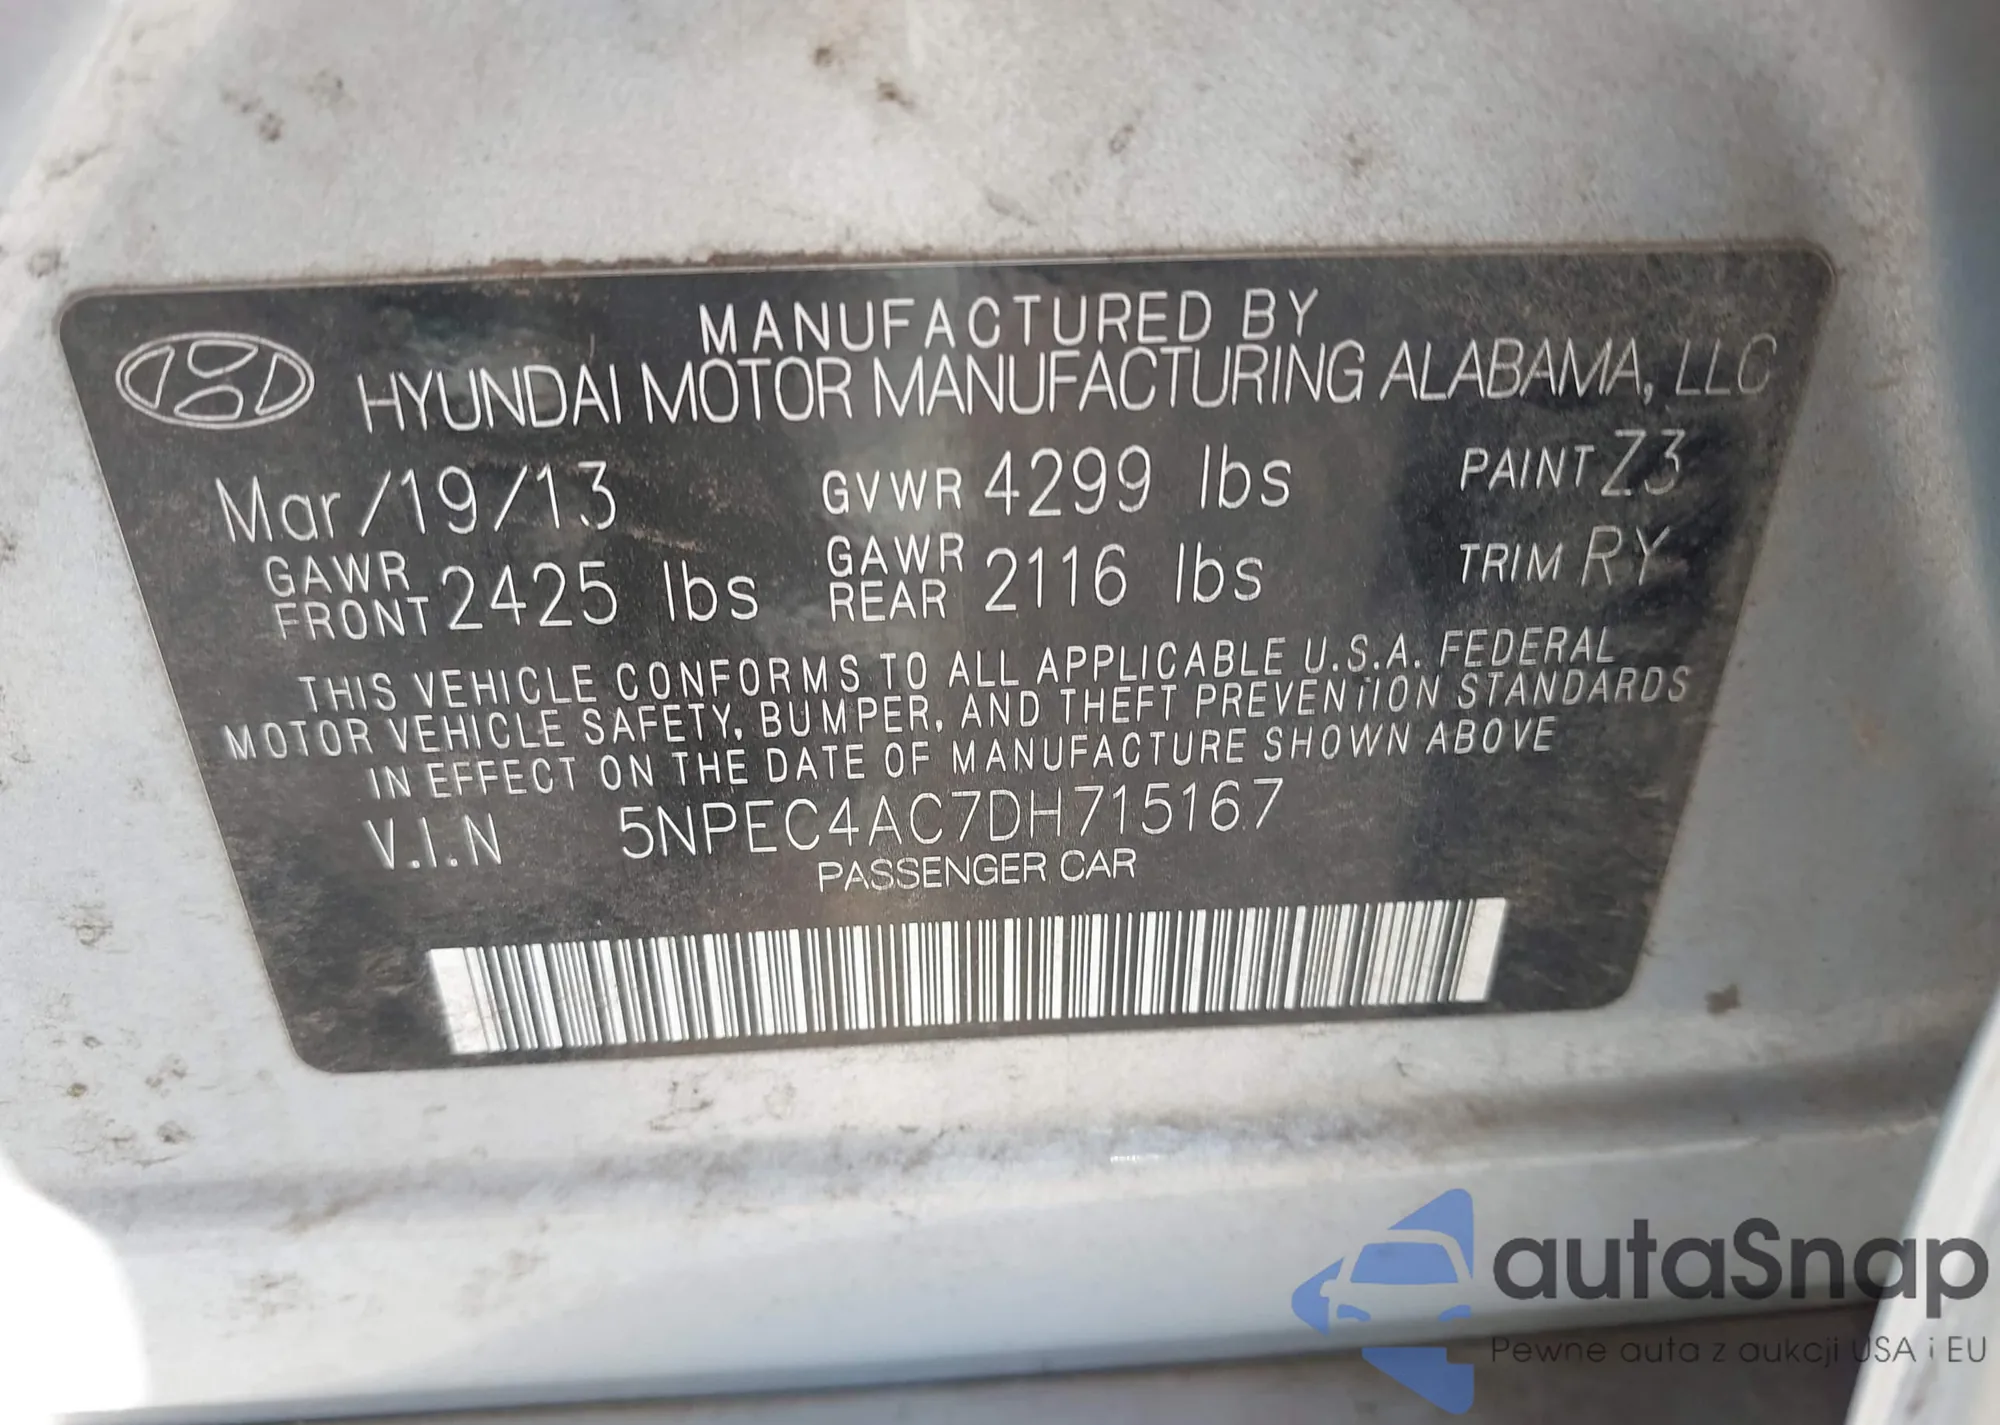 MANUFACTURED BY
HYUNDAI MOTOR MANUFACTURING ALABAMA, LLC
Mar/19/13 GVWR 4299 lbs PAINT Z3
GAWR FRONT 2425 lbs GAWR REAR 2116 lbs TRIM RY
THIS VEHICLE CONFORMS TO ALL APPLICABLE U.S.A. FEDERAL
MOTOR VEHICLE SAFETY, BUMPER, AND THEFT PREVENTION STANDARDS
IN EFFECT ON THE DATE OF MANUFACTURE SHOWN ABOVE
V.I.N 5NPEC4AC7DH715167
PASSENGER CAR
autaSnap
Pewne auta z aukcji USA i EU